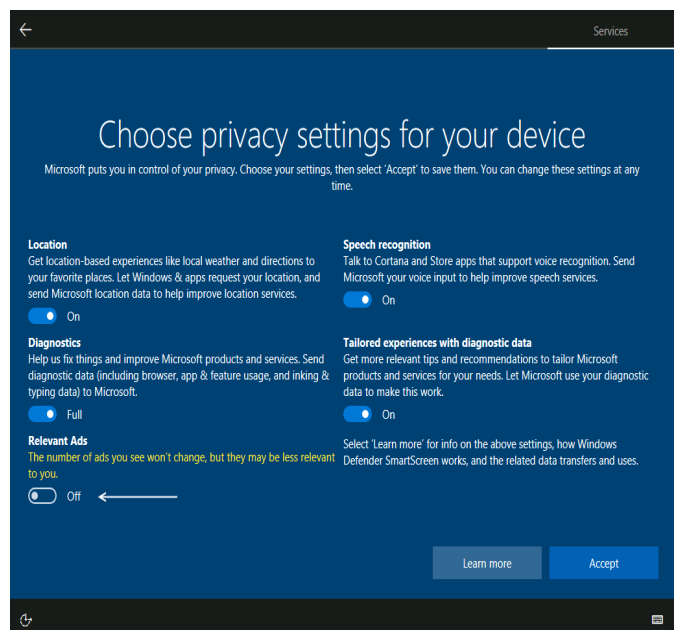 Services
Choose privacy settings for your device
Microsoft puts you in control of your privacy. Choose your settings, then select 'Accept' to save them. You can change these settings at any
time.
Location
Get location-based experiences like local weather and directions to
your favorite places. Let Windows & apps request your location, and
send Microsoft location data to help improve location services.
On
Diagnostics
Help us fix things and improve Microsoft products and services. Send
diagnostic data (including browser, app & feature usage, and inking &
typing data) to Microsoft.
Full
Relevant Ads
The number of ads you see won't change, but they may be less relevant
to you.
Off
Speech recognition
Talk to Cortana and Store apps that support voice recognition. Send
Microsoft your voice input to help improve speech services.
On
Tailored experiences with diagnostic data
Get more relevant tips and recommendations to tailor Microsoft
products and services for your needs. Let Microsoft use your diagnostic
data to make this work.
On
Select 'Learn more' for info on the above settings, how Windows
Defender SmartScreen works, and the related data transfers and uses.
Learn more
Accept